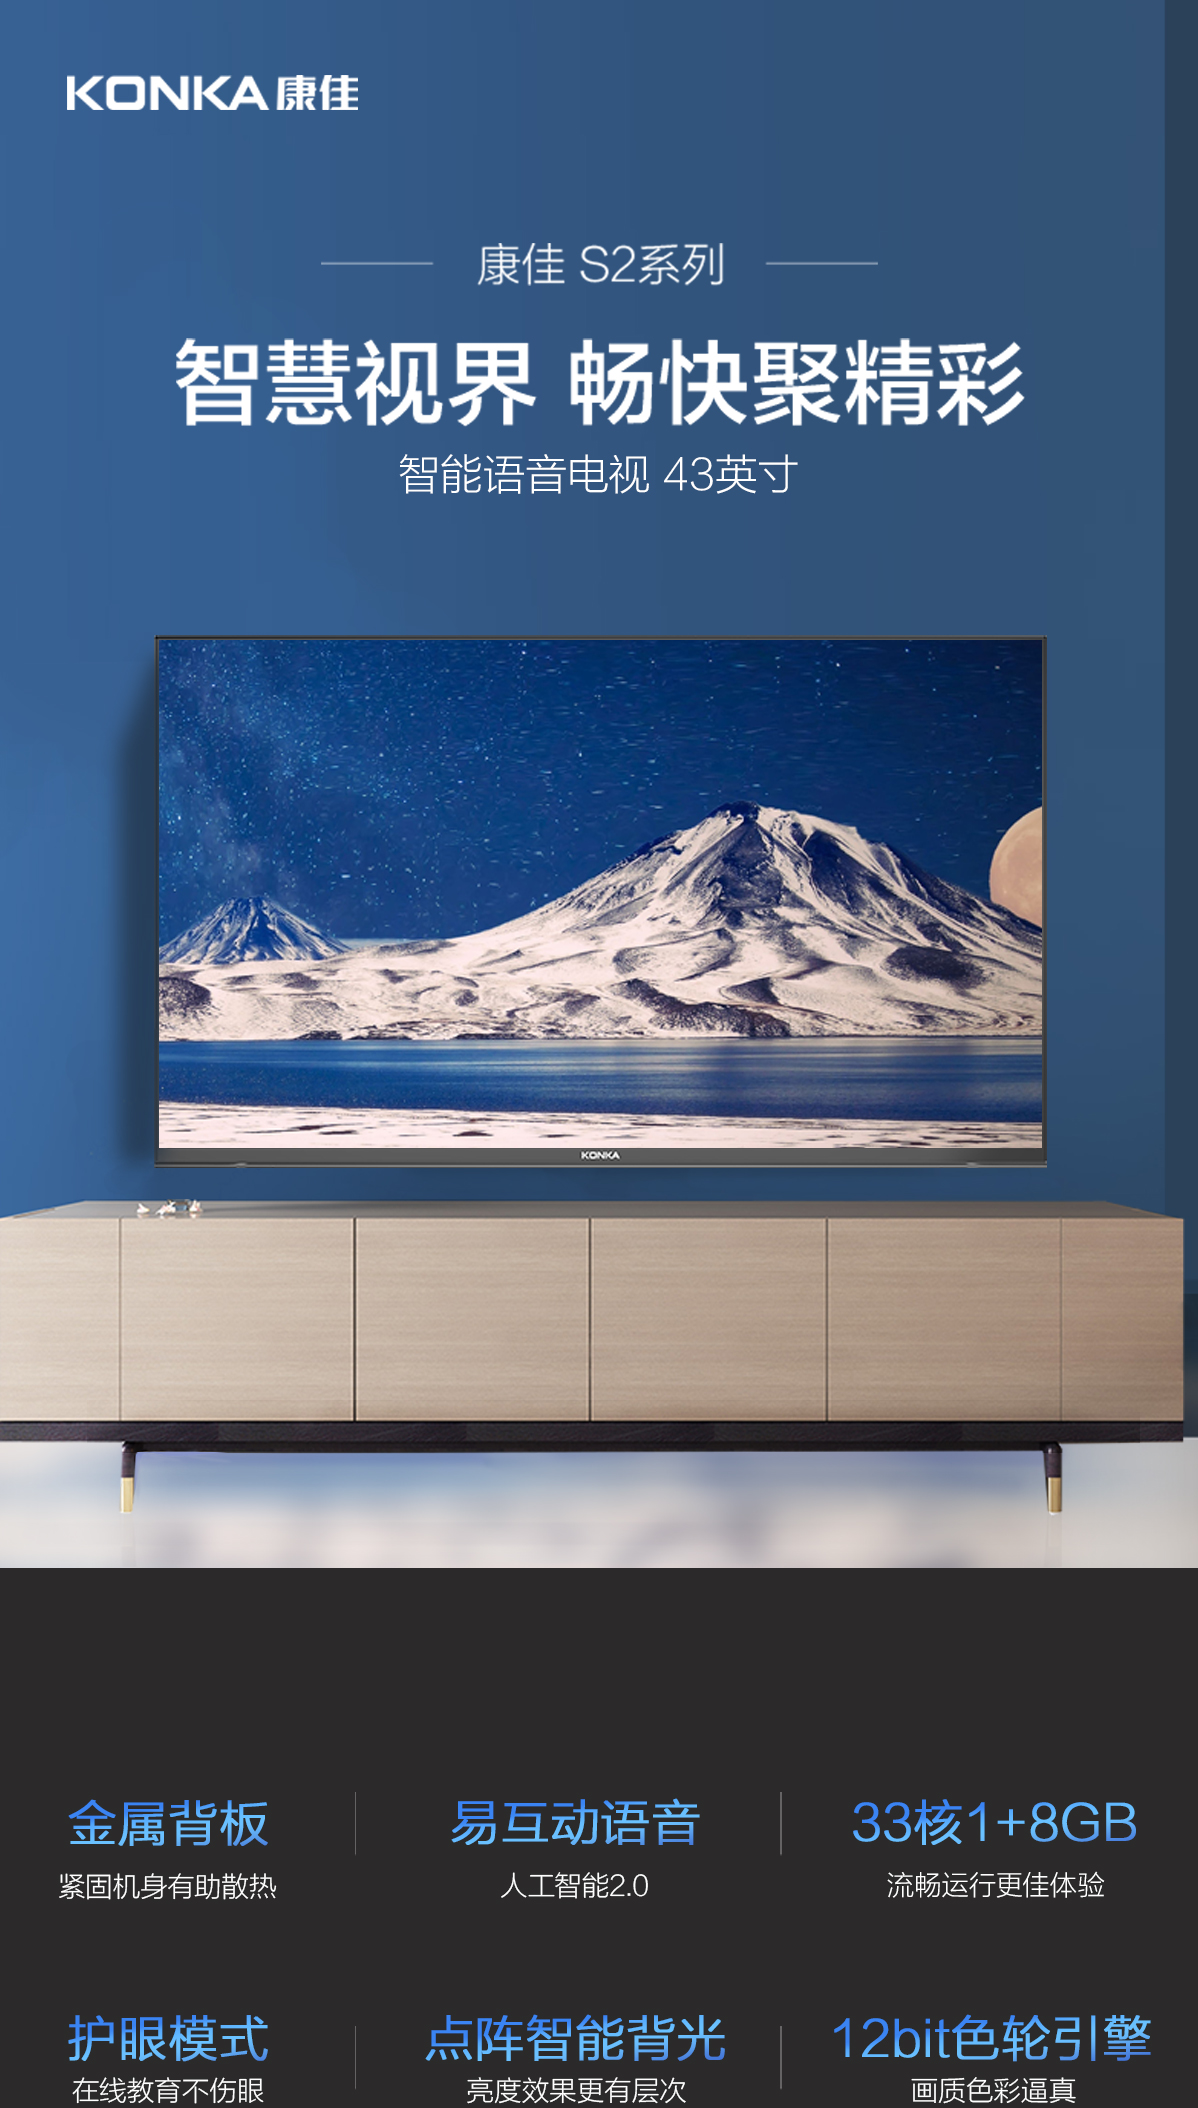 KONKA康佳
康佳 S2系列
智慧视界 畅快聚精彩
智能语音电视 43英寸
KONKA
金属背板 易互动语音 33核1+8GB
紧固机身有助散热 人工智能2.0 流畅运行更佳体验
护眼模式 点阵智能背光 12bit色轮引擎
在线教育不伤眼 亮度效果更有层次 画质色彩逼真